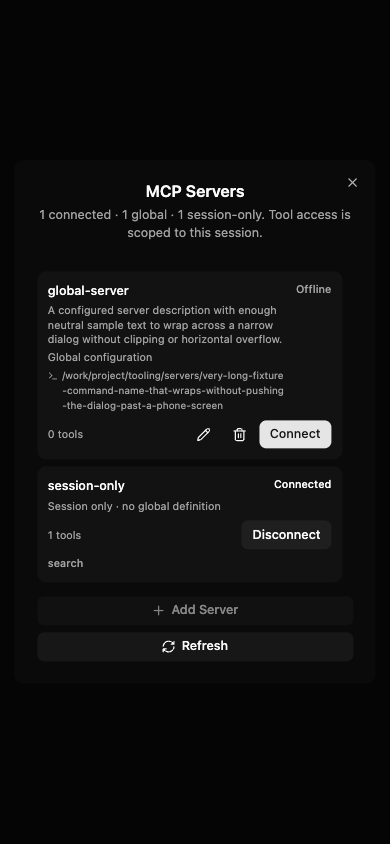 MCP Servers
1 connected · 1 global · 1 session-only. Tool access is
scoped to this session.
global-server
Offline
A configured server description with enough
neutral sample text to wrap across a narrow
dialog without clipping or horizontal overflow.
Global configuration
/work/project/tooling/servers/very-long-fixture
-command-name-that-wraps-without-pushing
-the-dialog-past-a-phone-screen
0 tools
Connect
session-only
Connected
Session only · no global definition
1 tools
Disconnect
search
Add Server
Refresh